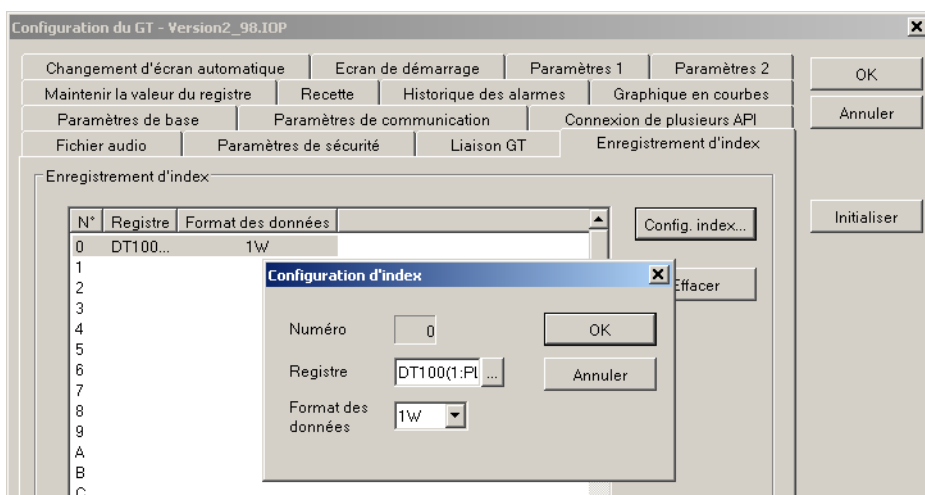 Configuration du GT - Version2_98.IOP
Changement d'écran automatique Ecran de démarrage Paramètres 1 Paramètres 2
OK
Maintenir la valeur du registre Recette Historique des alarmes Graphique en courbes
Paramètres de base Paramètres de communication Connexion de plusieurs API
Annuler
Fichier audio Paramètres de sécurité Liaison GT Enregistrement d'index
Enregistrement d'index
N° Registre Format des données
Config. index...
Initialiser
0 DT100... 1W
1
2
3
4
5
6
7
8
9
A
B
C
Effacer
Configuration d'index
Numéro 0 OK
Registre DT100(1:PL ... Annuler
Format des
données
1W